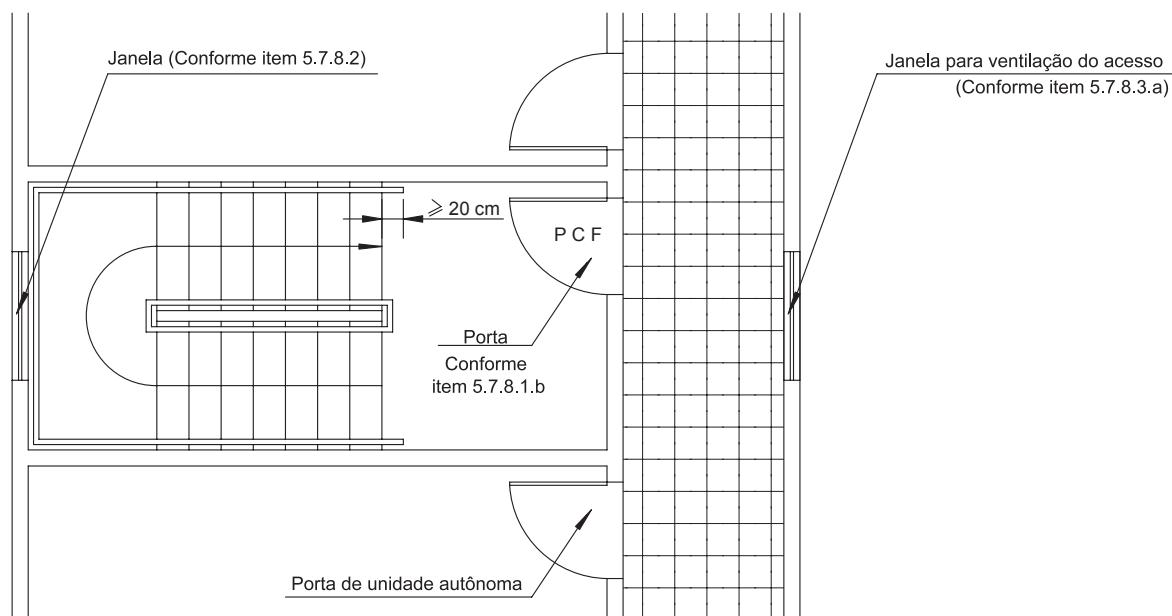 Janela (Conforme item 5.7.8.2)
Janela para ventilação do acesso
(Conforme item 5.7.8.3.a)
⩾ 20 cm
P C F
Porta
Conforme
item 5.7.8.1.b
Porta de unidade autônoma